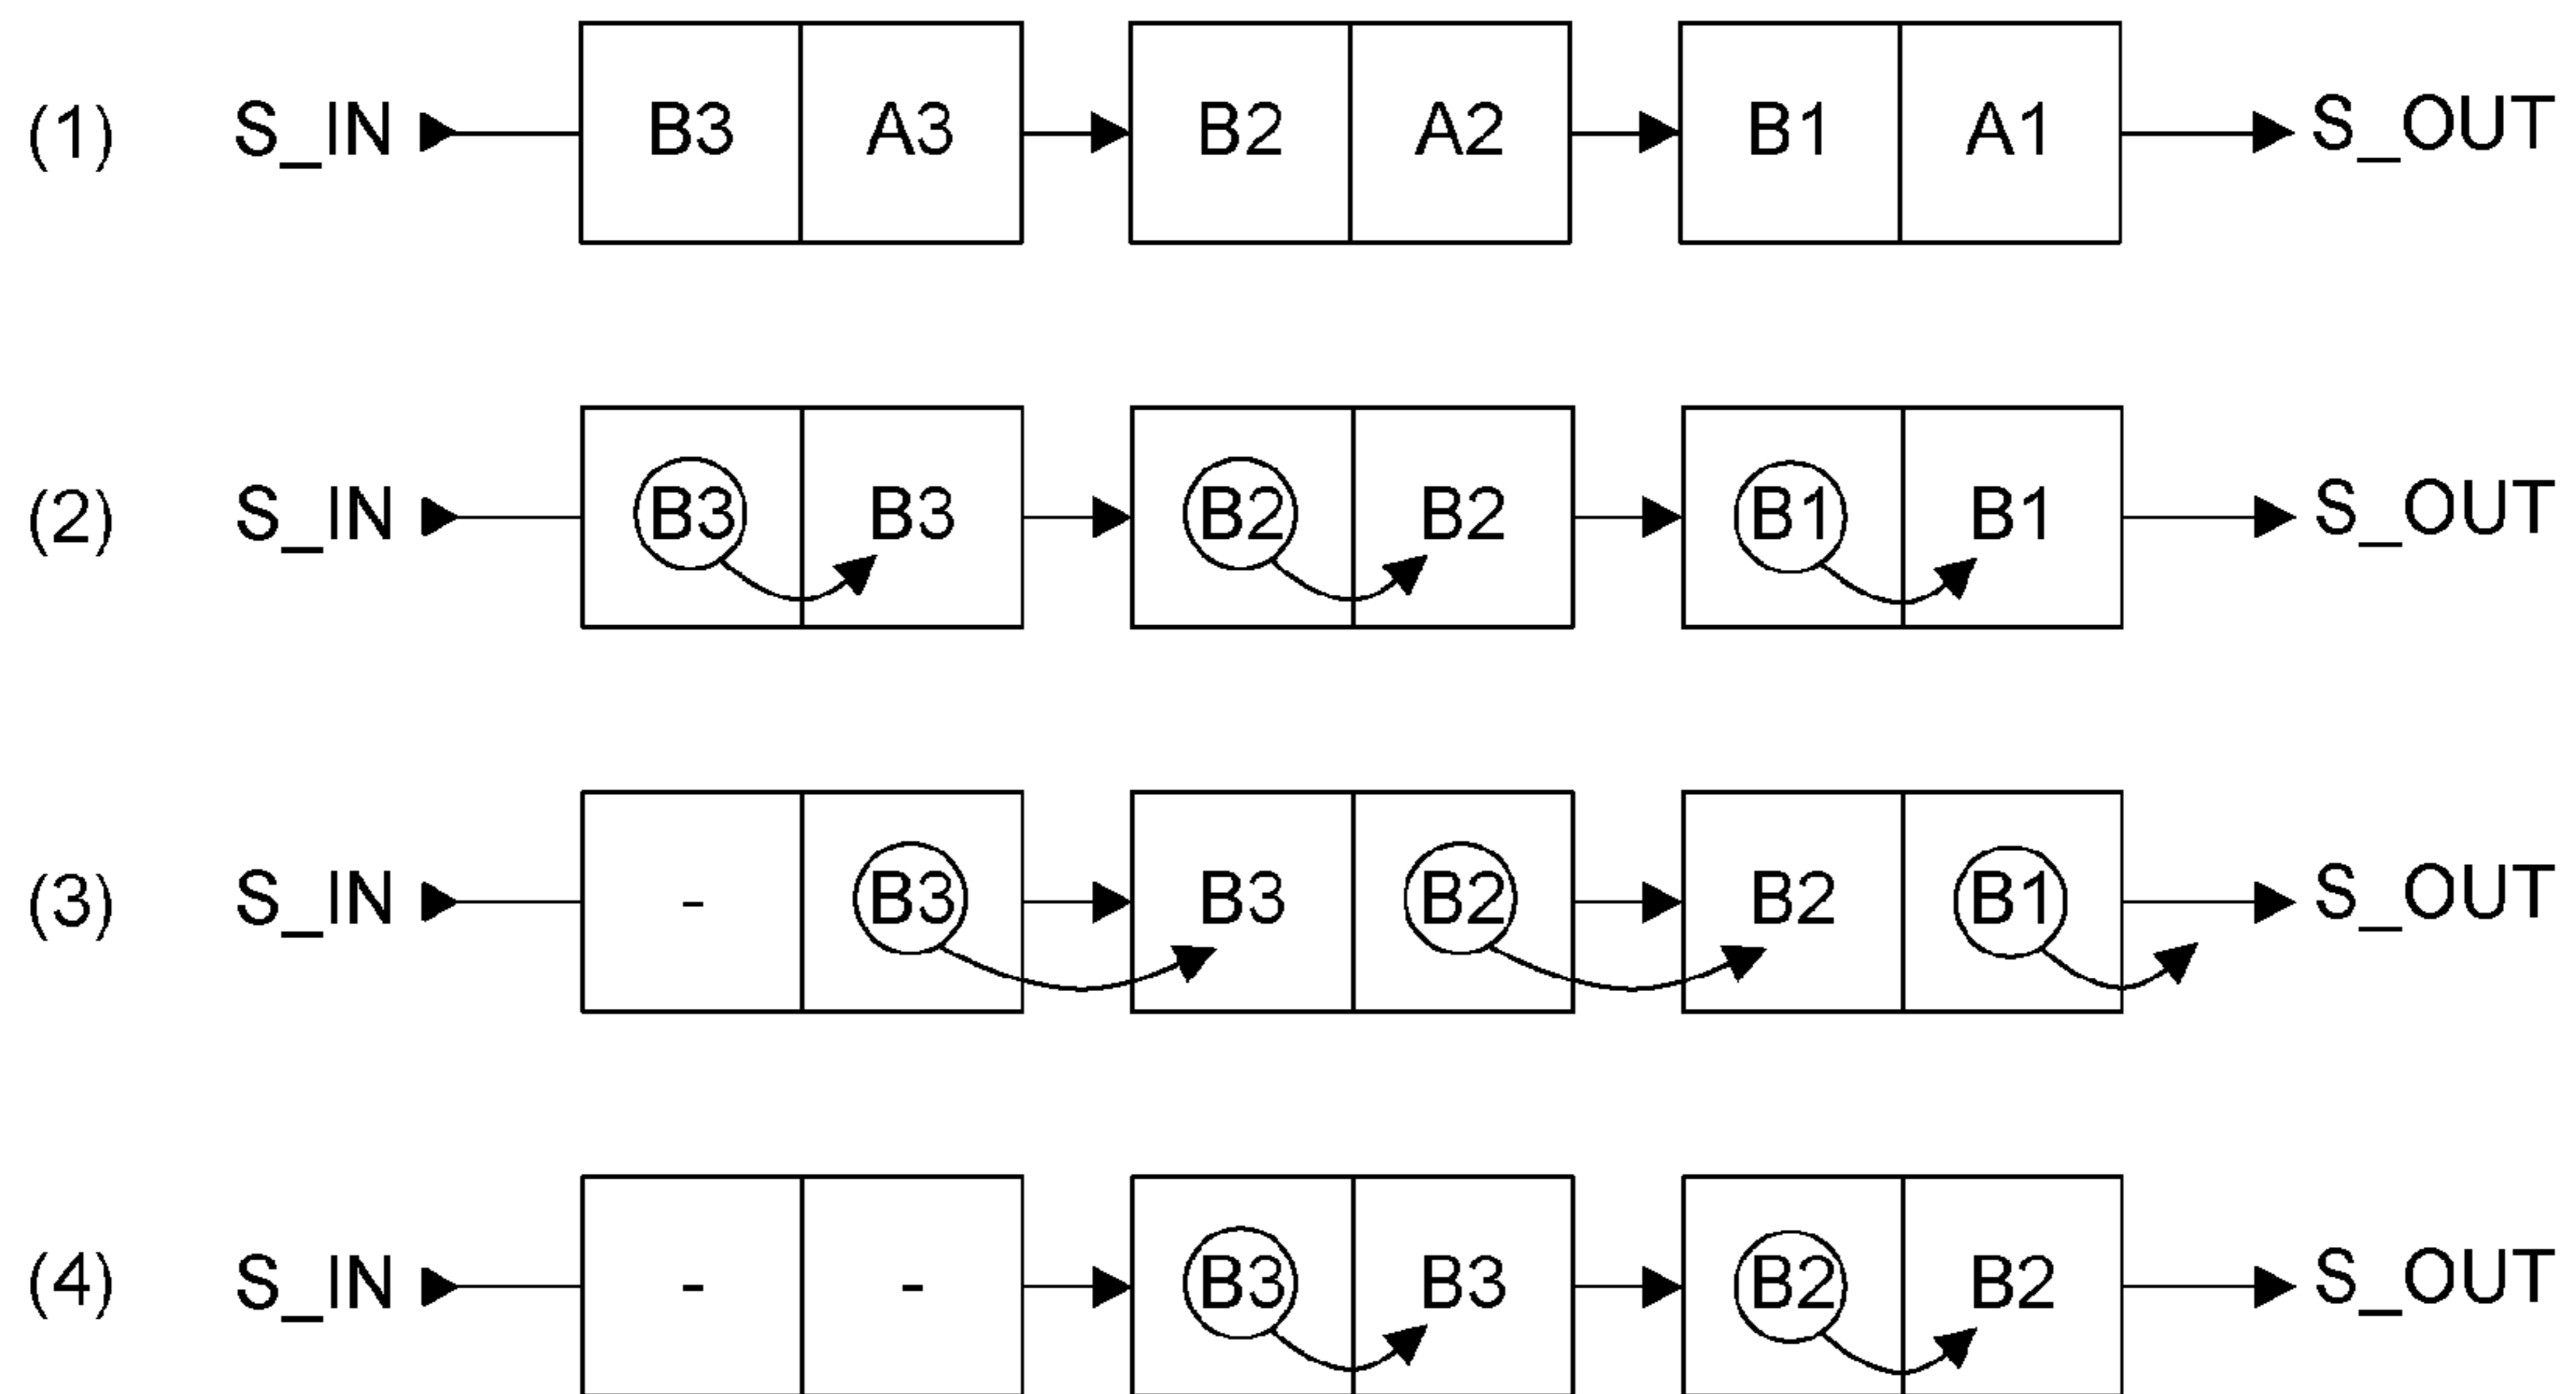 (1) S_IN B3 A3 B2 A2 B1 A1 S_OUT
(2) S_IN B3 B3 B2 B2 B1 B1 S_OUT
(3) S_IN - B3 B3 B2 B2 B1 S_OUT
(4) S_IN - - B3 B3 B2 B2 S_OUT